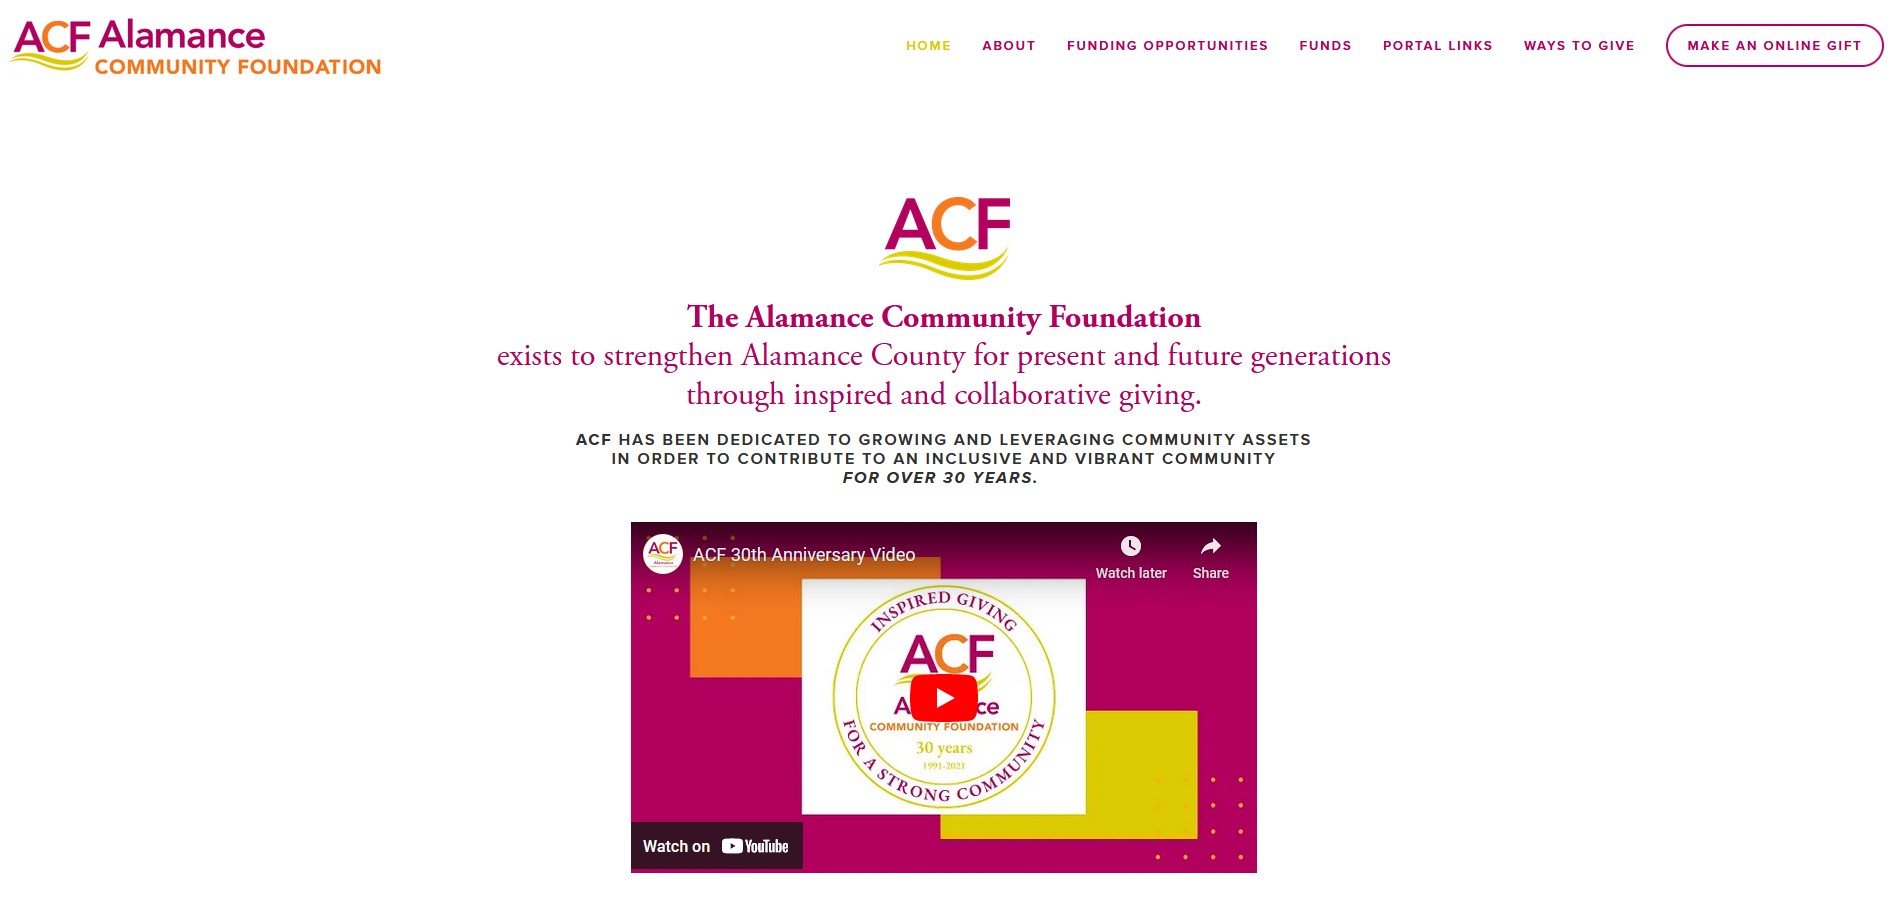 ACF Alamance
COMMUNITY FOUNDATION
HOME
ABOUT
FUNDING OPPORTUNITIES
FUNDS
PORTAL LINKS
WAYS TO GIVE
MAKE AN ONLINE GIFT
ACF
The Alamance Community Foundation
exists to strengthen Alamance County for present and future generations
through inspired and collaborative giving.
ACF HAS BEEN DEDICATED TO GROWING AND LEVERAGING COMMUNITY ASSETS
IN ORDER TO CONTRIBUTE TO AN INCLUSIVE AND VIBRANT COMMUNITY
FOR OVER 30 YEARS.
ACF
Alamance
ACF 30th Anniversary Video
Watch later
Share
INSPIRED GIVING
ACF
COMMUNITY FOUNDATION
30 years
1991-2021
FOR A STRONG COMMUNITY
Watch on YouTube